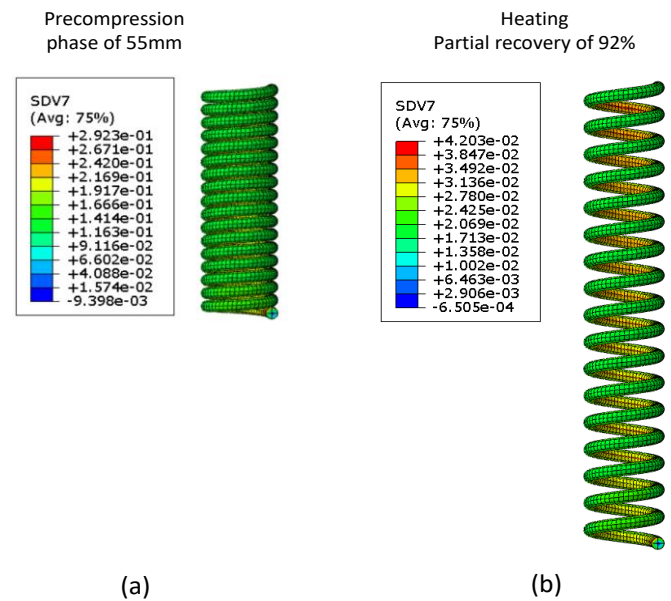 Precompression
phase of 55mm
SDV7
(Avg: 75%)
+2.923e-01
+2.671e-01
+2.420e-01
+2.169e-01
+1.917e-01
+1.666e-01
+1.414e-01
+1.163e-01
+9.116e-02
+6.602e-02
+4.088e-02
+1.574e-02
-9.398e-03
(a)
Heating
Partial recovery of 92%
SDV7
(Avg: 75%)
+4.203e-02
+3.847e-02
+3.492e-02
+3.136e-02
+2.780e-02
+2.425e-02
+2.069e-02
+1.713e-02
+1.358e-02
+1.002e-02
+6.463e-03
+2.906e-03
-6.505e-04
(b)